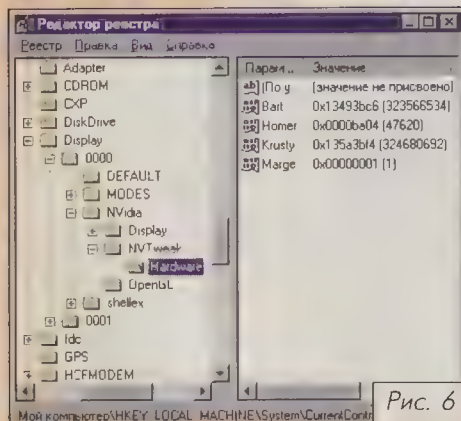 Редактор реестра
Реестр Правка Вид Справка
Adapter
CDROM
CXP
DiskDrive
Display
0000
DEFAULT
MODES
NVidia
Display
NVTweak
Hardware
OpenGL
shellex
0001
fdc
GPS
HCFMODEM
Парам... Значение
(По у (значение не присвоено)
Bart 0x13493bc6 (323566534)
Homer 0x0000ba04 (47620)
Krusty 0x135a3bf4 (324680692)
Marge 0x00000001 (1)
Мой компьютер\HKEY_LOCAL_MACHINE\System\CurrentContr
Рис. 6